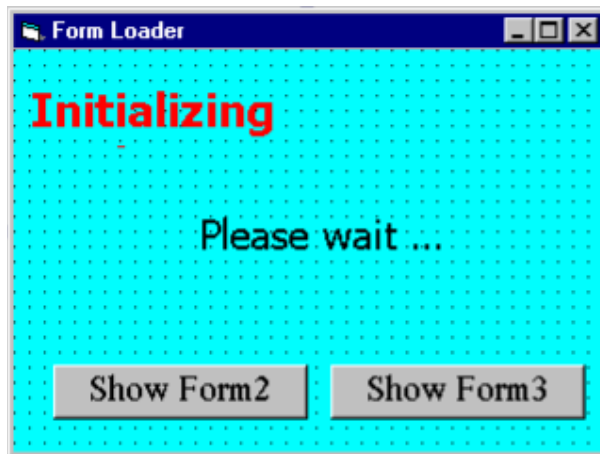 Form Loader
Initializing
Please wait ...
Show Form2 Show Form3